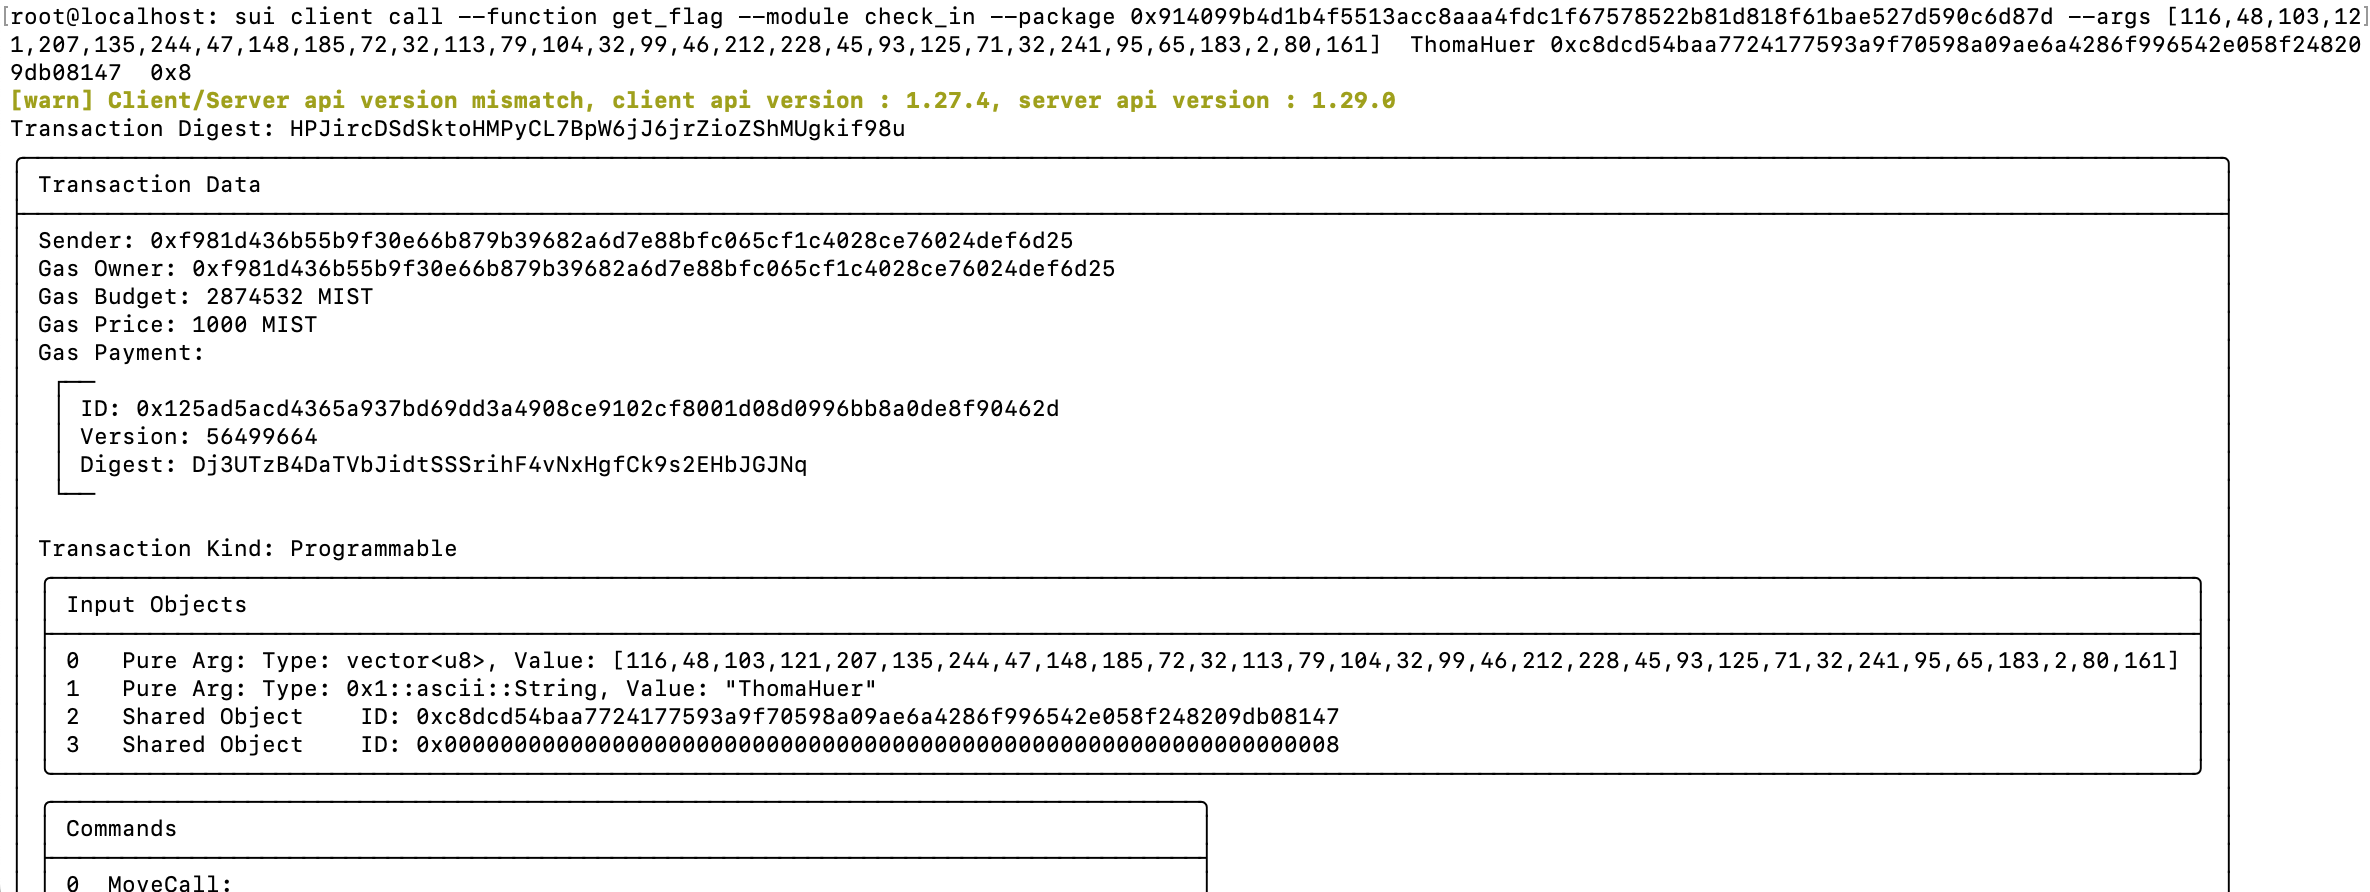 [root@localhost: sui client call --function get_flag --module check_in --package 0x914099b4d1b4f5513acc8aaa4fdc1f67578522b81d818f61bae527d590c6d87d --args [116,48,103,12]
1,207,135,244,47,148,185,72,32,113,79,104,32,99,46,212,228,45,93,125,71,32,241,95,65,183,2,80,161]  ThomaHuer 0xc8dcd54baa7724177593a9f70598a09ae6a4286f996542e058f24820
9db08147  0x8
[warn] Client/Server api version mismatch, client api version : 1.27.4, server api version : 1.29.0
Transaction Digest: HPJircDSdSktoHMPyCL7BpW6jJ6jrZioZShMUgkif98u
Transaction Data
Sender: 0xf981d436b55b9f30e66b879b39682a6d7e88bfc065cf1c4028ce76024def6d25
Gas Owner: 0xf981d436b55b9f30e66b879b39682a6d7e88bfc065cf1c4028ce76024def6d25
Gas Budget: 2874532 MIST
Gas Price: 1000 MIST
Gas Payment:
ID: 0x125ad5acd4365a937bd69dd3a4908ce9102cf8001d08d0996bb8a0de8f90462d
Version: 56499664
Digest: Dj3UTzB4DaTVbJidtSSSrihF4vNxHgfCk9s2EHbJGJNq
Transaction Kind: Programmable
Input Objects
0   Pure Arg: Type: vector<u8>, Value: [116,48,103,121,207,135,244,47,148,185,72,32,113,79,104,32,99,46,212,228,45,93,125,71,32,241,95,65,183,2,80,161]
1   Pure Arg: Type: 0x1::ascii::String, Value: "ThomaHuer"
2   Shared Object    ID: 0xc8dcd54baa7724177593a9f70598a09ae6a4286f996542e058f248209db08147
3   Shared Object    ID: 0x0000000000000000000000000000000000000000000000000000000000000008
Commands
0  MoveCall: